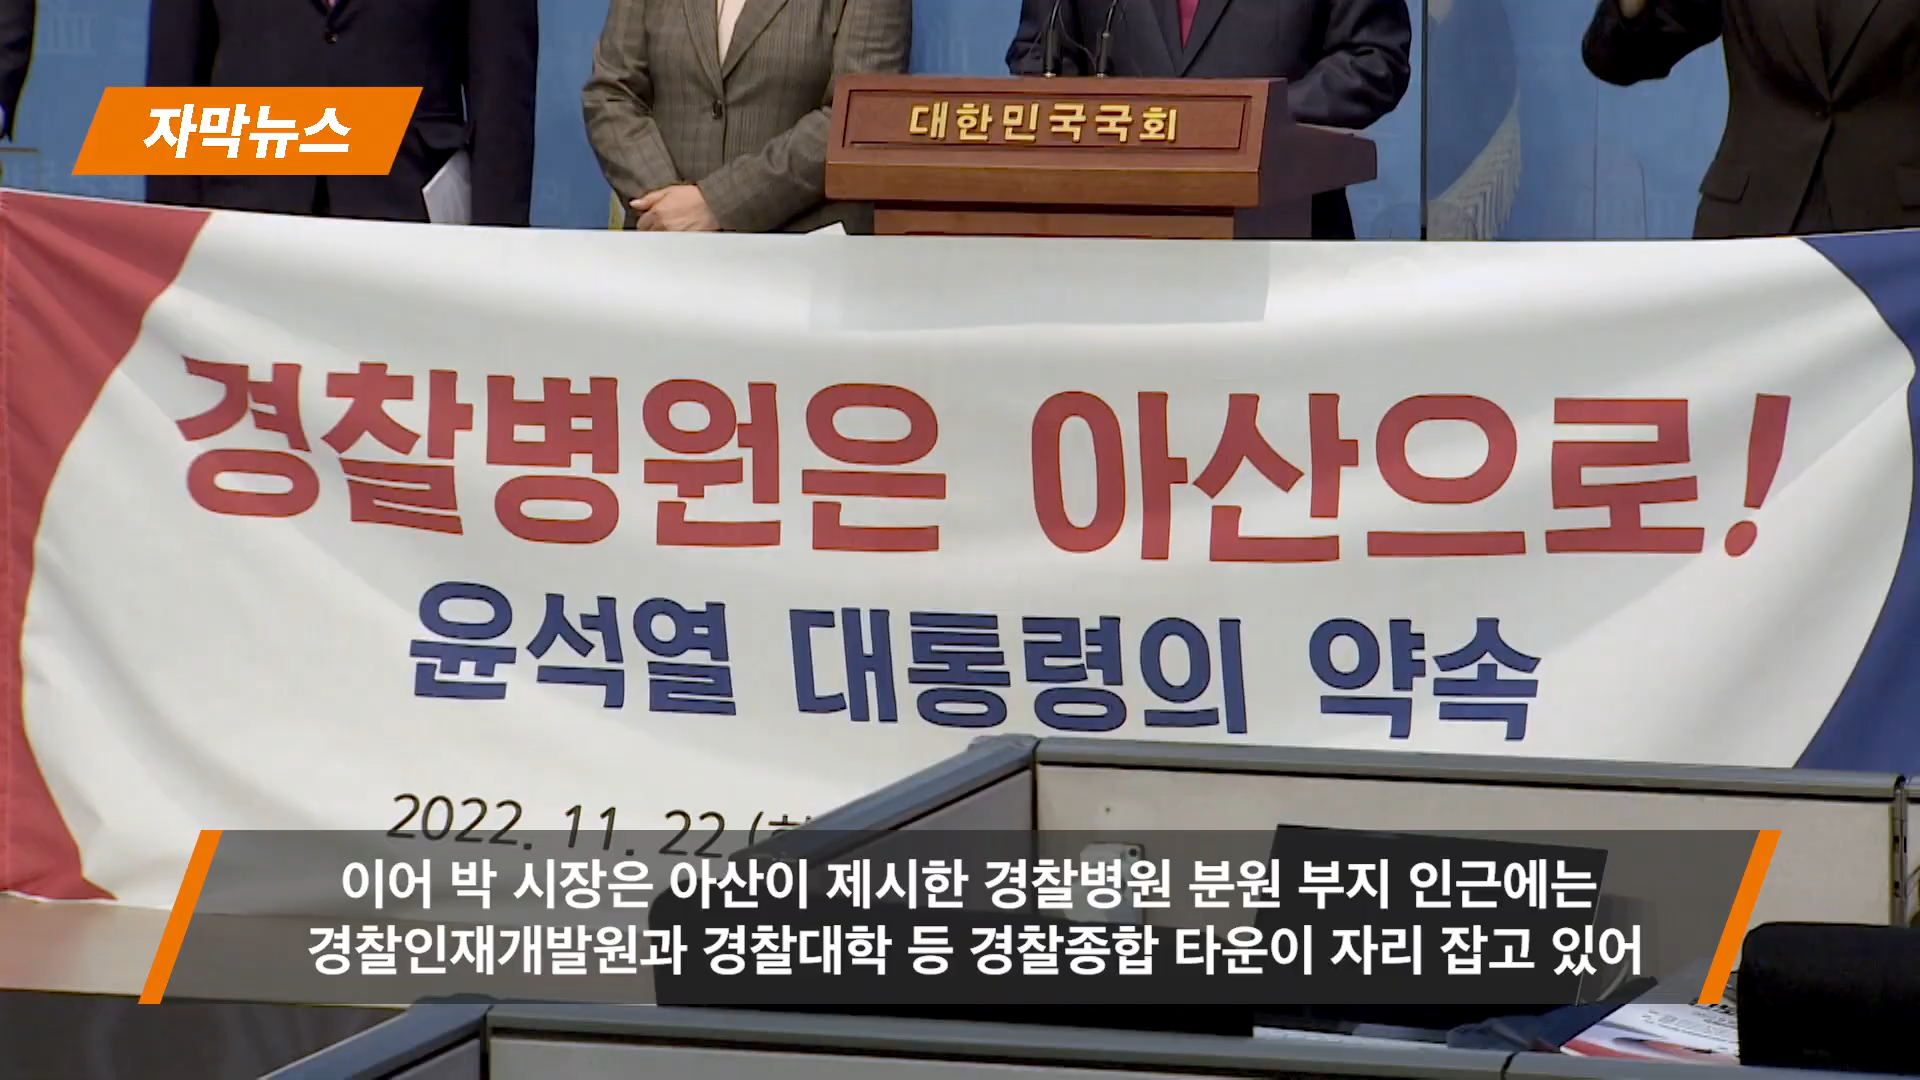 자막뉴스
대한민국국회
경찰병원은 아산으로!
윤석열 대통령의 약속
2022. 11. 22
이어 박 시장은 아산이 제시한 경찰병원 분원 부지 인근에는
경찰인재개발원과 경찰대학 등 경찰종합 타운이 자리 잡고 있어